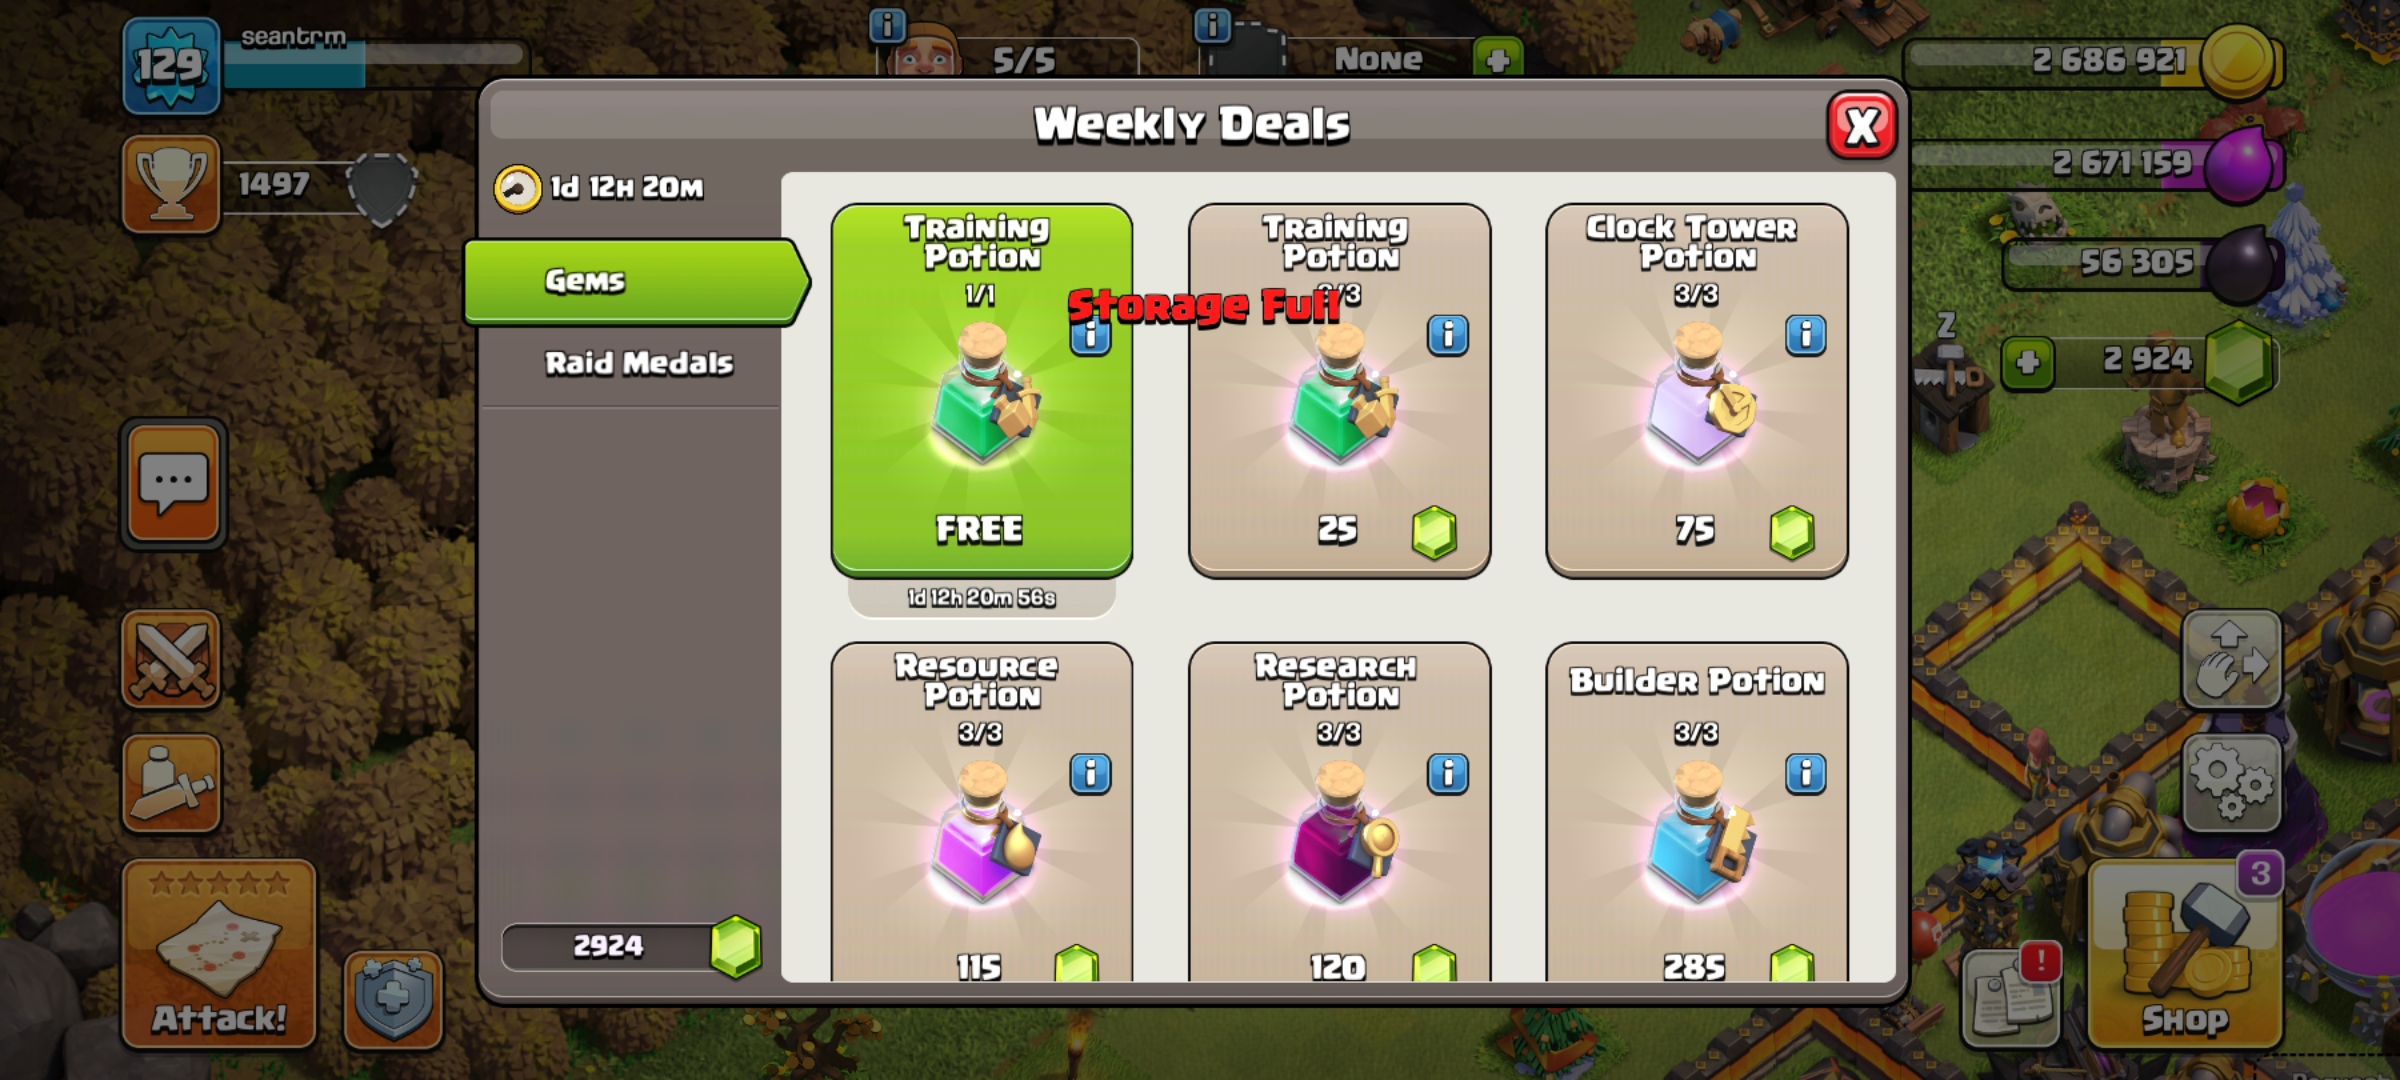 129
seantrm
5/5
None
2 686 921
Weekly Deals
X
1497
1d 12H 20M
2 671 159
Gems
Raid Medals
Training
Potion
1/1
FREE
1d 12h 20m 56s
Training
Potion
/3
25
Clock Tower
Potion
3/3
75
Storage Full
56 305
Z
2 924
Resource
Potion
3/3
115
Research
Potion
3/3
120
Builder Potion
3/3
285
2924
Attack!
!
3
Shop